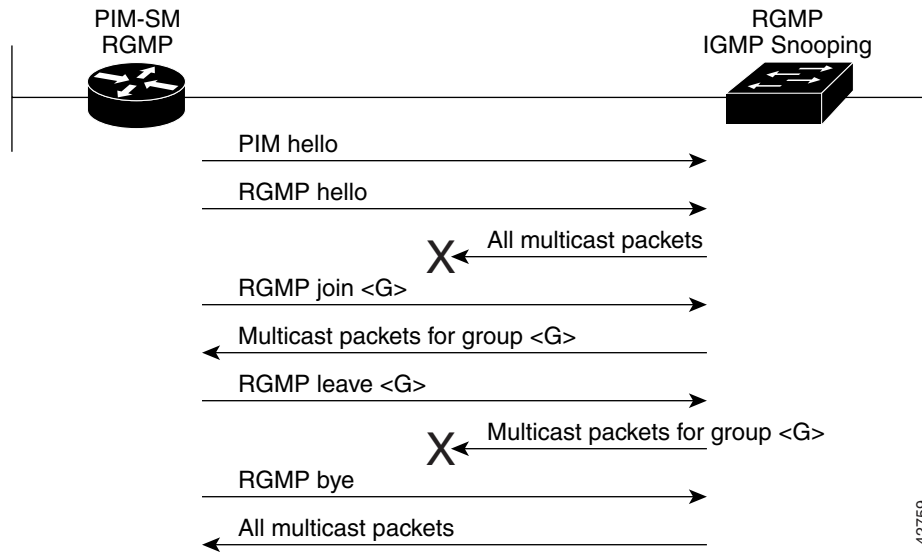 PIM-SM
RGMP
RGMP
IGMP Snooping
PIM hello
RGMP hello
All multicast packets
X
RGMP join <G>
Multicast packets for group <G>
RGMP leave <G>
Multicast packets for group <G>
X
RGMP bye
All multicast packets
42759